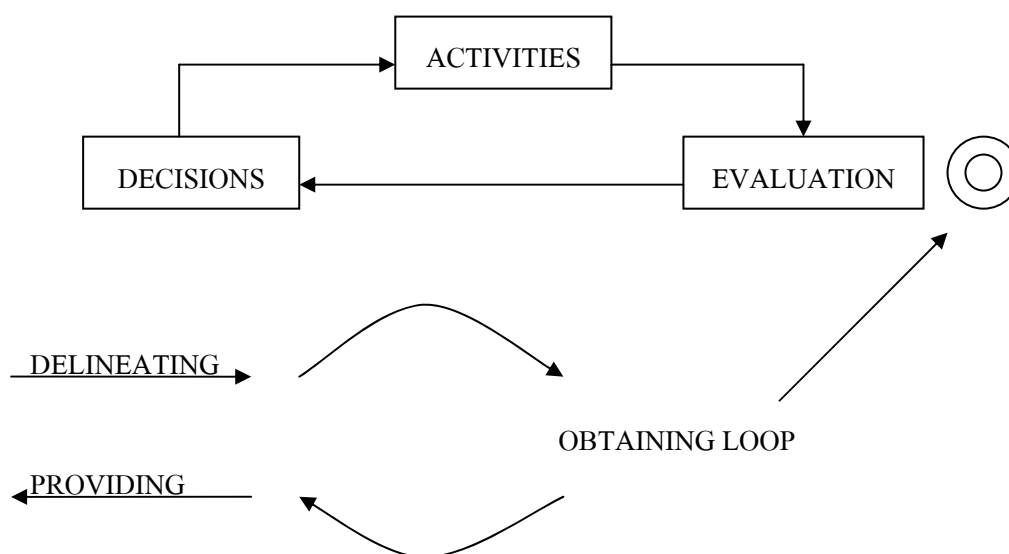 ACTIVITIES
DECISIONS
EVALUATION
DELINEATING
OBTAINING LOOP
PROVIDING